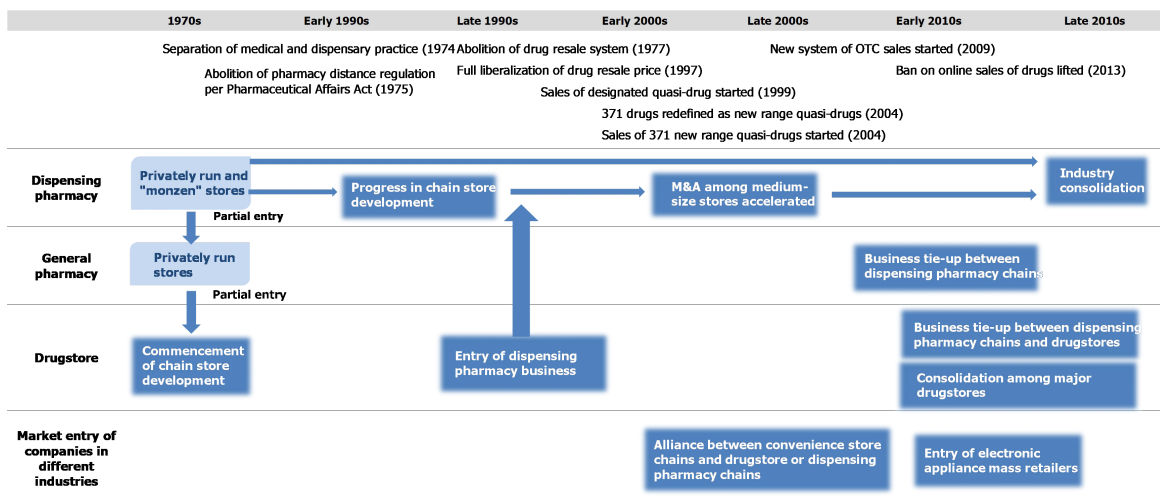 1970s Early 1990s Late 1990s Early 2000s Late 2000s Early 2010s Late 2010s
Separation of medical and dispensary practice (1974 Abolition of drug resale system (1977) New system of OTC sales started (2009)
Abolition of pharmacy distance regulation
per Pharmaceutical Affairs Act (1975)
Full liberalization of drug resale price (1997) Ban on online sales of drugs lifted (2013)
Sales of designated quasi-drug started (1999)
371 drugs redefined as new range quasi-drugs (2004)
Sales of 371 new range quasi-drugs started (2004)
Dispensing
pharmacy
Privately run and
"monzen" stores
Progress in chain store
development
M&A among medium-
size stores accelerated
Industry
consolidation
Partial entry
General
pharmacy
Privately run
stores
Business tie-up between
dispensing pharmacy chains
Partial entry
Drugstore
Commencement
of chain store
development
Entry of dispensing
pharmacy business
Business tie-up between dispensing
pharmacy chains and drugstores
Consolidation among major
drugstores
Market entry of
companies in
different
industries
Alliance between convenience store
chains and drugstore or dispensing
pharmacy chains
Entry of electronic
appliance mass retailers